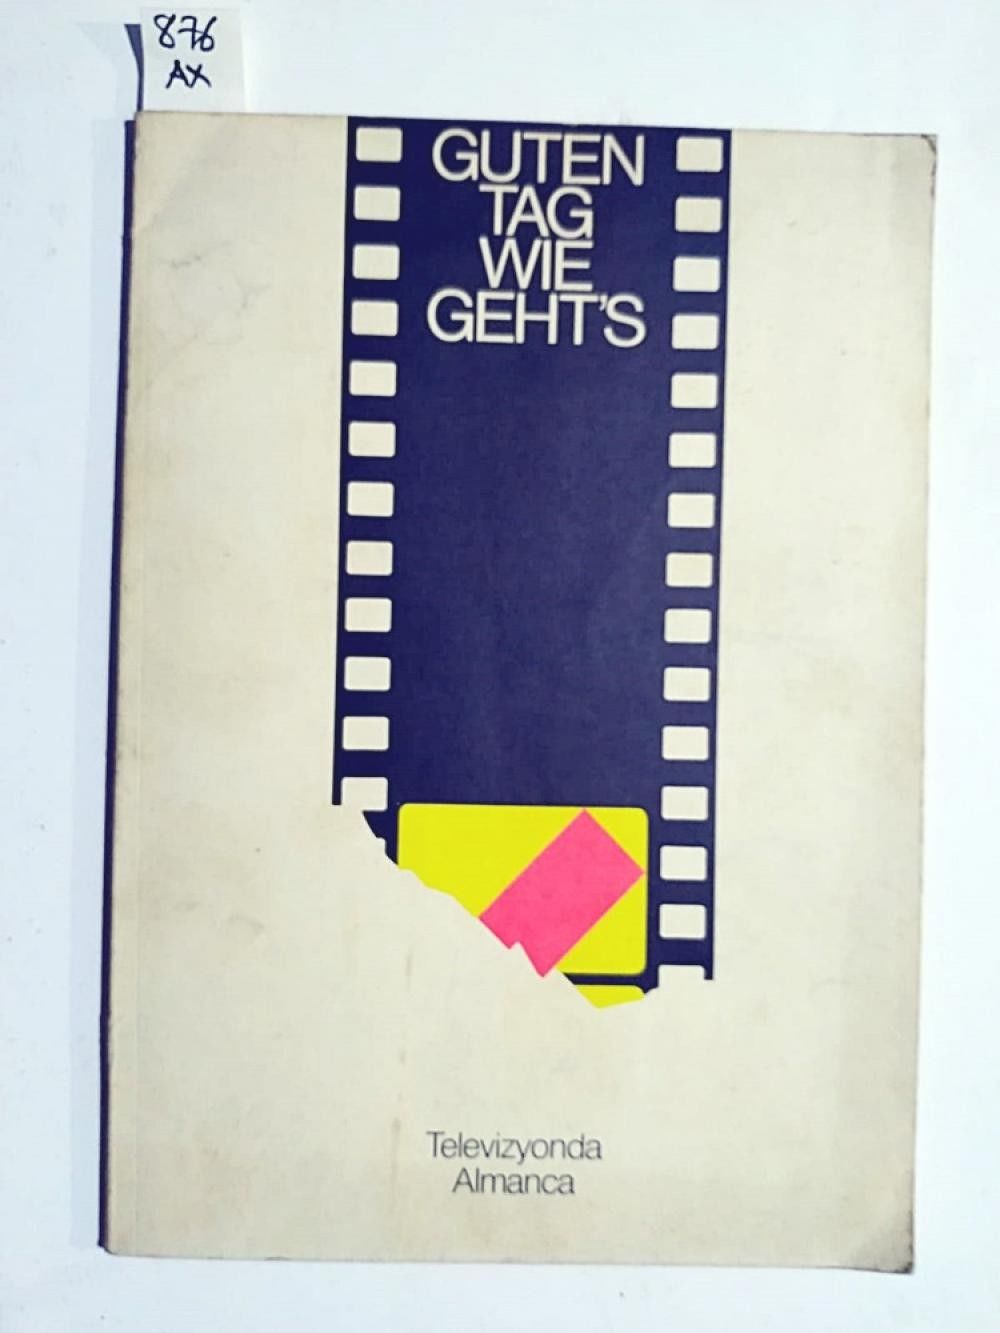 876
AX
GUTEN
TAG
WIE
GEHT'S
Televizyonda
Almanca